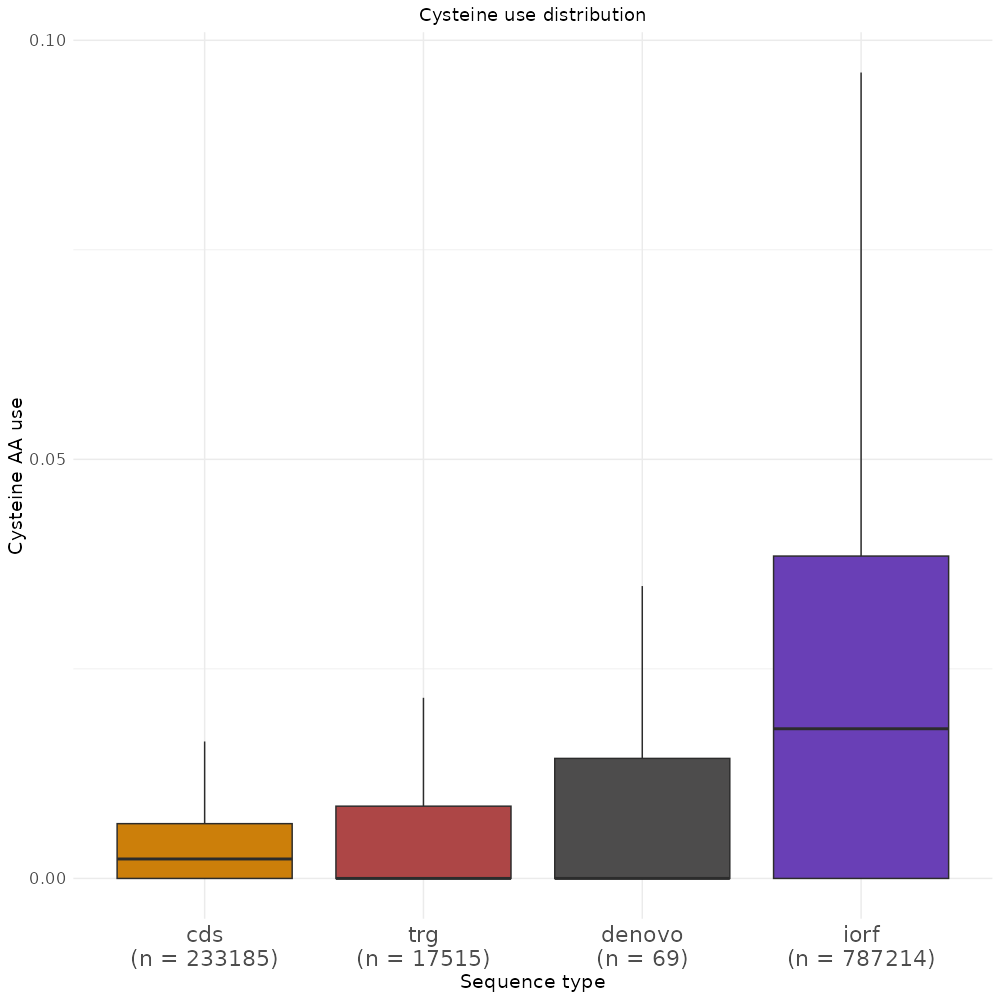 Cysteine use distribution
0.10
0.05
0.00
Cysteine AA use
cds
(n = 233185)
trg
(n = 17515)
denovo
(n = 69)
iorf
(n = 787214)
Sequence type